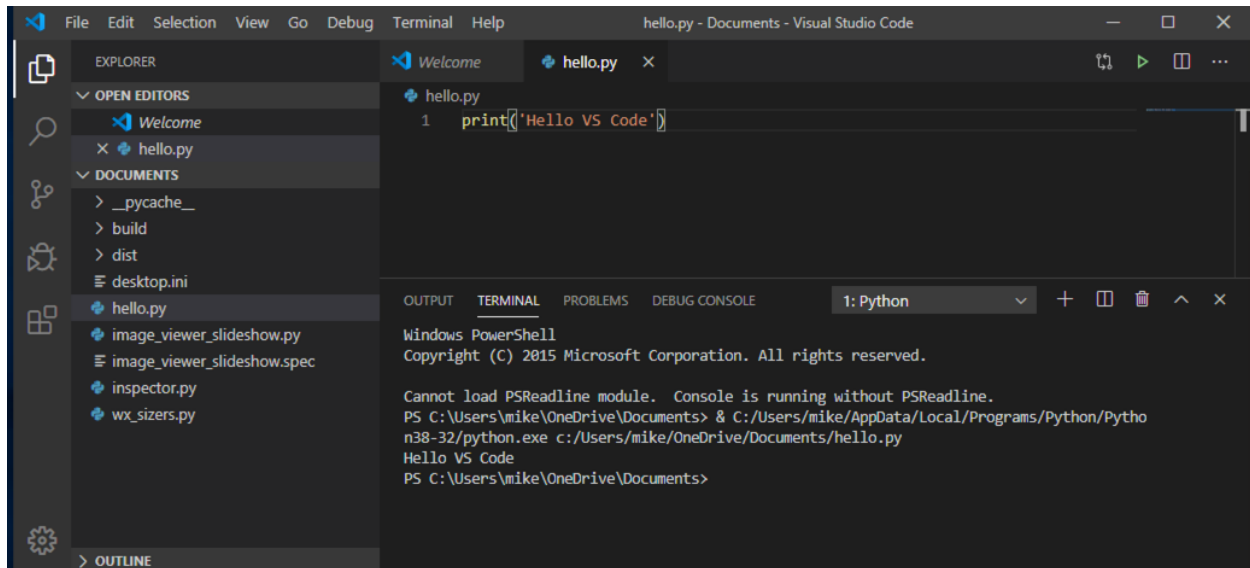 File Edit Selection View Go Debug Terminal Help hello.py - Documents - Visual Studio Code
EXPLORER
OPEN EDITORS
Welcome
hello.py
DOCUMENTS
__pycache__
build
dist
desktop.ini
hello.py
image_viewer_slideshow.py
image_viewer_slideshow.spec
inspector.py
wx_sizers.py
OUTLINE
Welcome hello.py
hello.py
1 print('Hello VS Code')
OUTPUT TERMINAL PROBLEMS DEBUG CONSOLE 1: Python
Windows PowerShell
Copyright (C) 2015 Microsoft Corporation. All rights reserved.
Cannot load PSReadline module.  Console is running without PSReadline.
PS C:\Users\mike\OneDrive\Documents> & C:/Users/mike/AppData/Local/Programs/Python/Pytho
n38-32/python.exe c:/Users/mike/OneDrive/Documents/hello.py
Hello VS Code
PS C:\Users\mike\OneDrive\Documents>